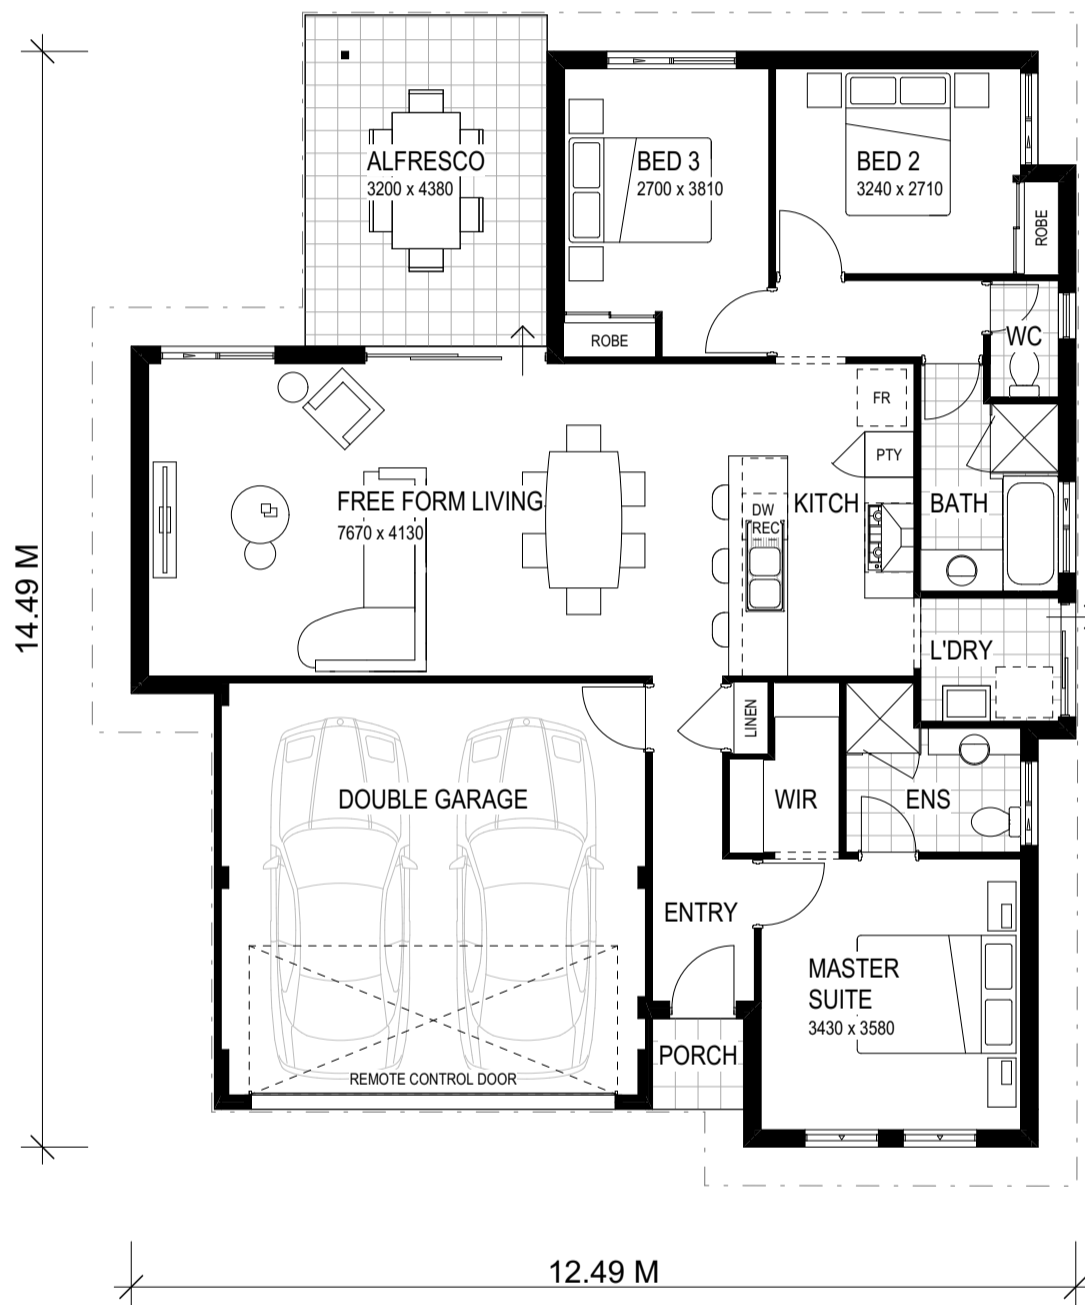 ALFRESCO
3200 x 4380
BED 3
2700 x 3810
BED 2
3240 x 2710
ROBE
ROBE
WC
FR
PTY
FREE FORM LIVING
7670 x 4130
DW
REC
KITCH
BATH
14.49 M
L'DRY
LINEN
DOUBLE GARAGE
WIR
ENS
ENTRY
MASTER
SUITE
3430 x 3580
PORCH
REMOTE CONTROL DOOR
12.49 M